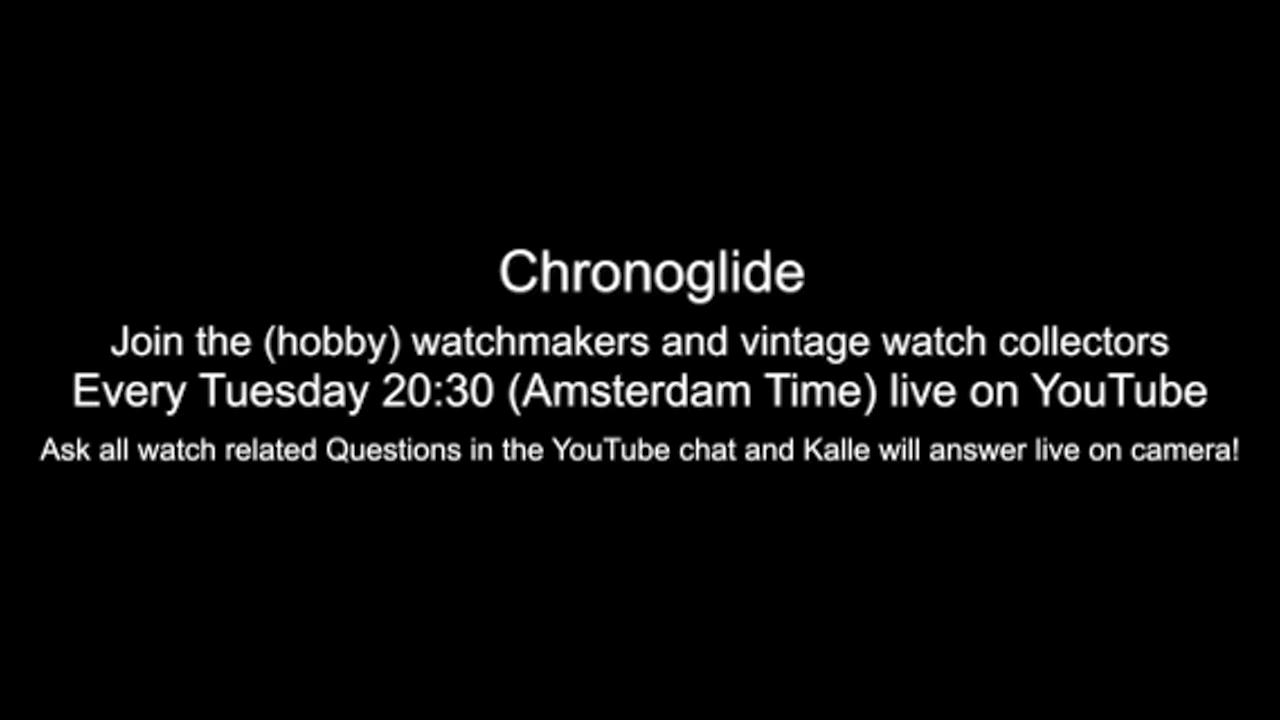 Chronoglide
Join the (hobby) watchmakers and vintage watch collectors
Every Tuesday 20:30 (Amsterdam Time) live on YouTube
Ask all watch related Questions in the YouTube chat and Kalle will answer live on camera!